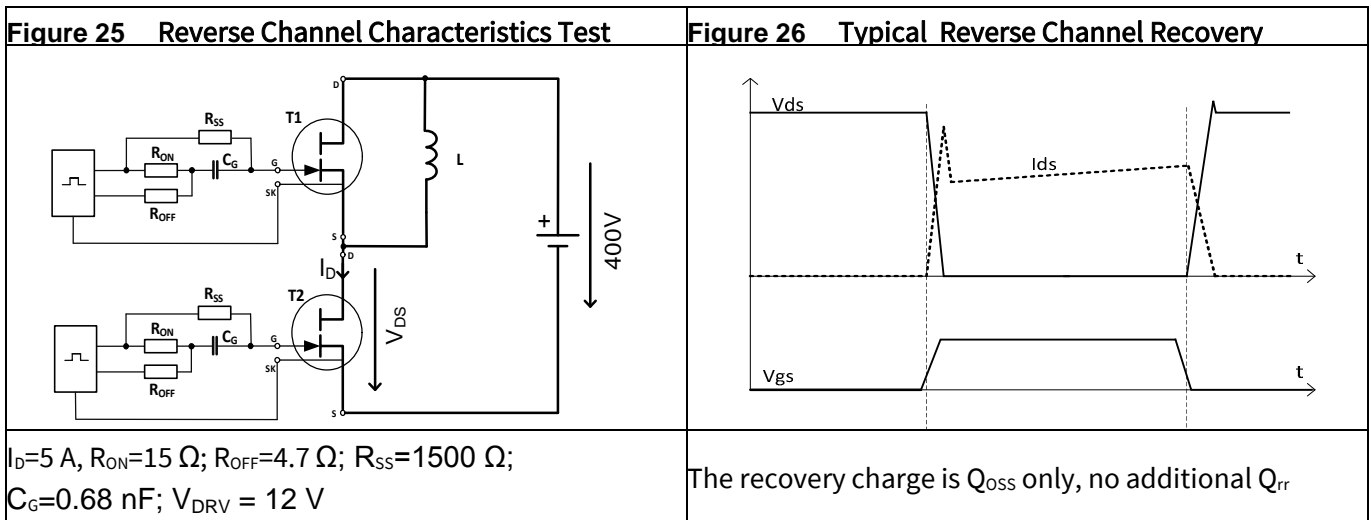 Figure 25 Reverse Channel Characteristics Test
Figure 26 Typical Reverse Channel Recovery
D
T1
RSS
RON
CG
G
L
SK
ROFF
S
D
+
400V
ID
T2
VDS
RSS
RON
CG
G
SK
ROFF
S
Vds
Ids
t
Vgs
t
ID=5 A, RON=15 Ω; ROFF=4.7 Ω; RSS=1500 Ω;
CG=0.68 nF; VDRV = 12 V
The recovery charge is Qoss only, no additional Qrr